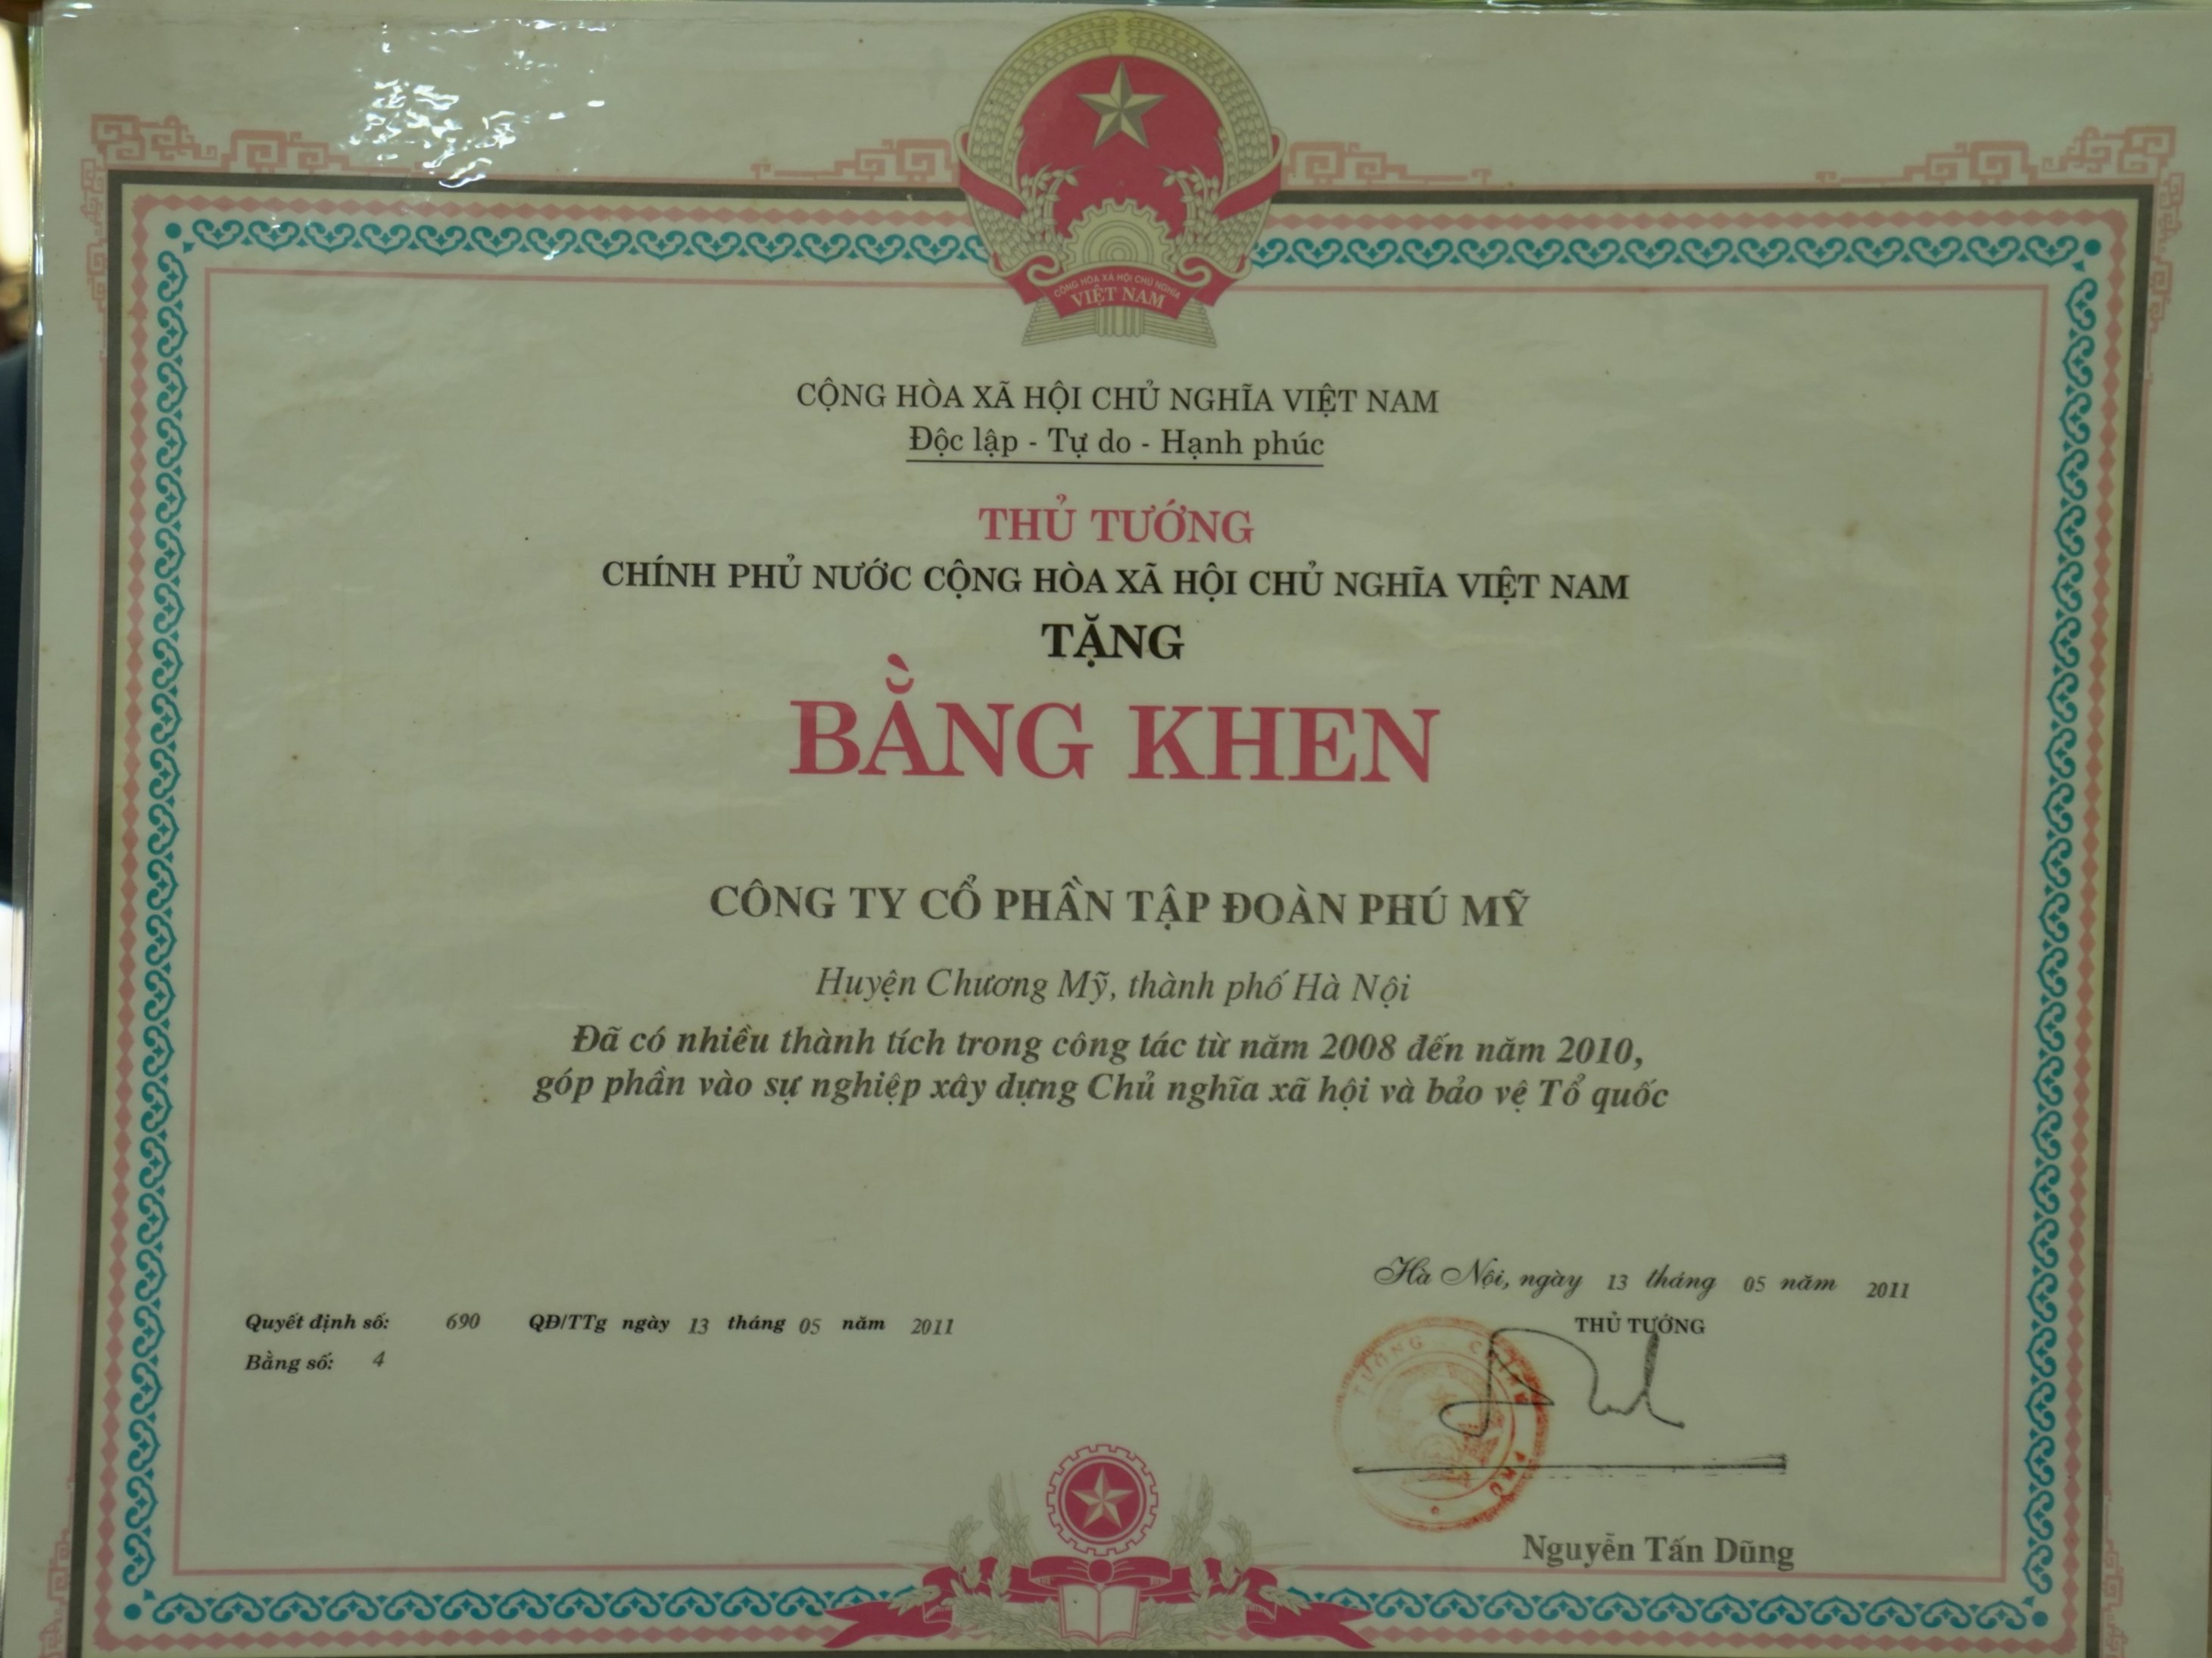 CỘNG HÒA XÃ HỘI CHỦ NGHĨA
VIỆT NAM
CỘNG HÒA XÃ HỘI CHỦ NGHĨA VIỆT NAM
Độc lập - Tự do - Hạnh phúc
THỦ TƯỚNG
CHÍNH PHỦ NƯỚC CỘNG HÒA XÃ HỘI CHỦ NGHĨA VIỆT NAM
TẶNG
BẰNG KHEN
CÔNG TY CỔ PHẦN TẬP ĐOÀN PHÚ MỸ
Huyện Chương Mỹ, thành phố Hà Nội
Đã có nhiều thành tích trong công tác từ năm 2008 đến năm 2010,
góp phần vào sự nghiệp xây dựng Chủ nghĩa xã hội và bảo vệ Tổ quốc
Hà Nội, ngày 13 tháng 05 năm 2011
THỦ TƯỚNG
Quyết định số: 690 QĐ/TTg ngày 13 tháng 05 năm 2011
Bằng số: 4
TƯỚNG - CHÍNH PHỦ
Nguyễn Tấn Dũng